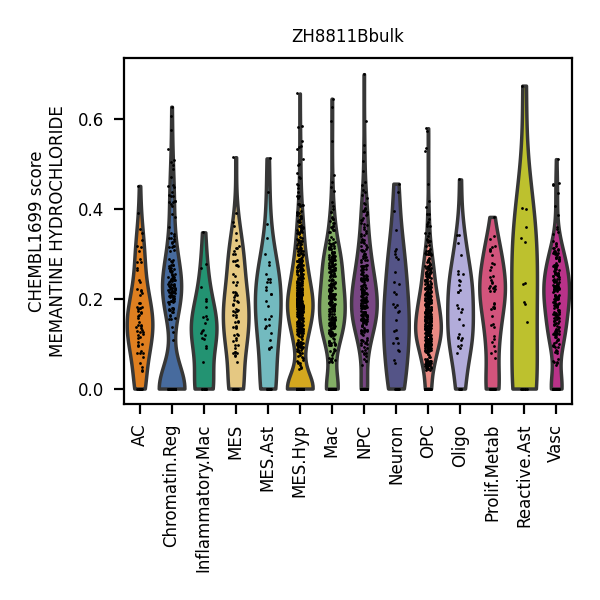 ZH8811Bbulk
CHEMBL1699 score
MEMANTINE HYDROCHLORIDE
0.6
0.4
0.2
0.0
AC
Chromatin.Reg
Inflammatory.Mac
MES
MES.Ast
MES.Hyp
Mac
NPC
Neuron
OPC
Oligo
Prolif.Metab
Reactive.Ast
Vasc